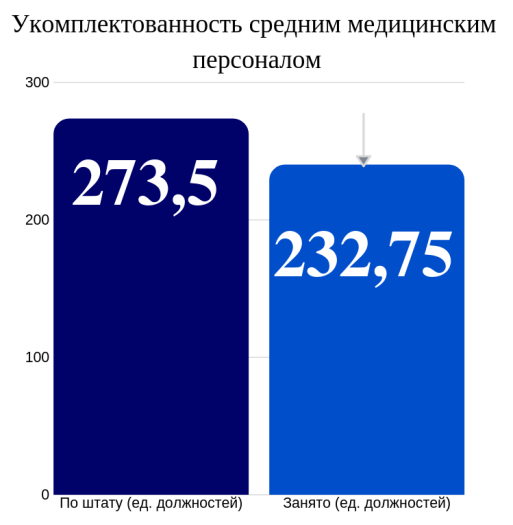 Укомплектованность средним медицинским
персоналом
300
273,5
200
232,75
100
0
По штату (ед. должностей)
Занято (ед. должностей)